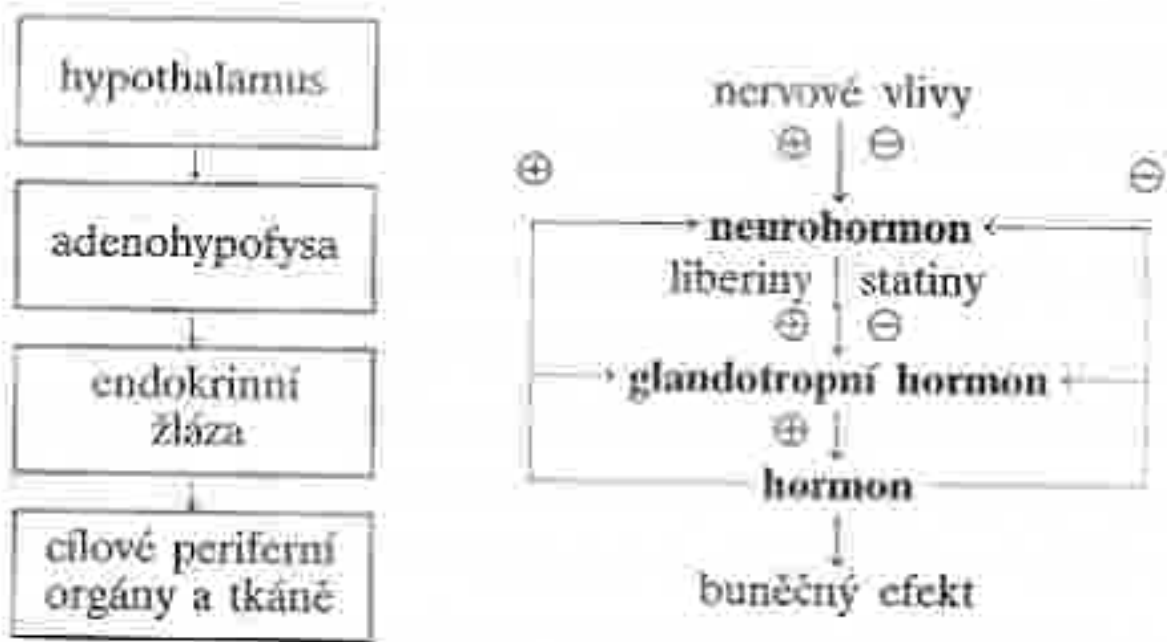 hypothalamus
adenohypofysa
endokrinní
žláza
cílové periferní
orgány a tkáně
nervové vlivy
⊕ ⊖
⊕ ⊖
neurohormon
liberiny statiny
⊕ ⊖
glandotropní hormon
⊕
hormon
buněčný efekt